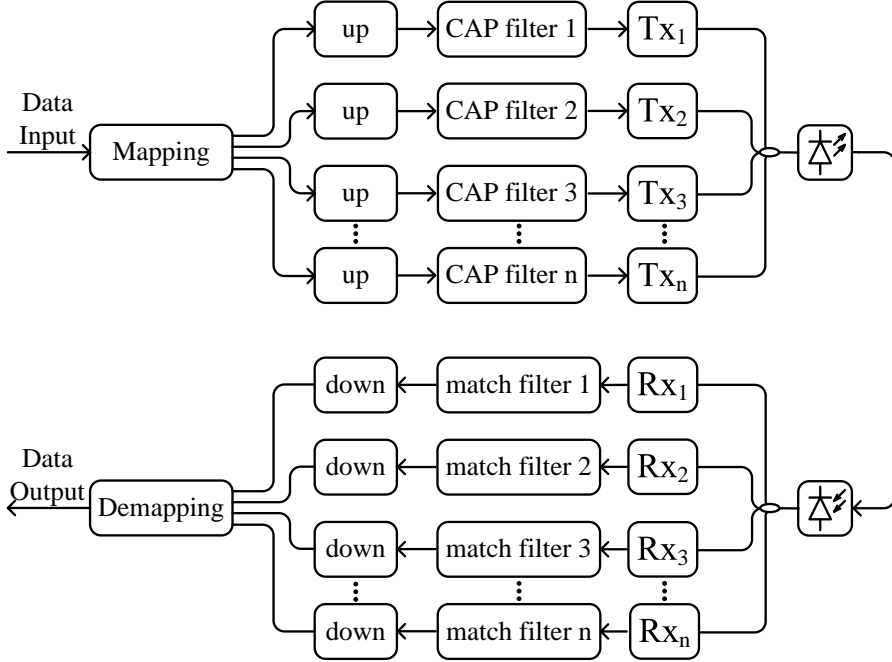 up CAP filter 1 Tx₁
Data
Input
up CAP filter 2 Tx₂
Mapping
up CAP filter 3 Tx₃
up CAP filter n Txₙ
down match filter 1 Rx₁
Data
Output
down match filter 2 Rx₂
Demapping
down match filter 3 Rx₃
down match filter n Rxₙ